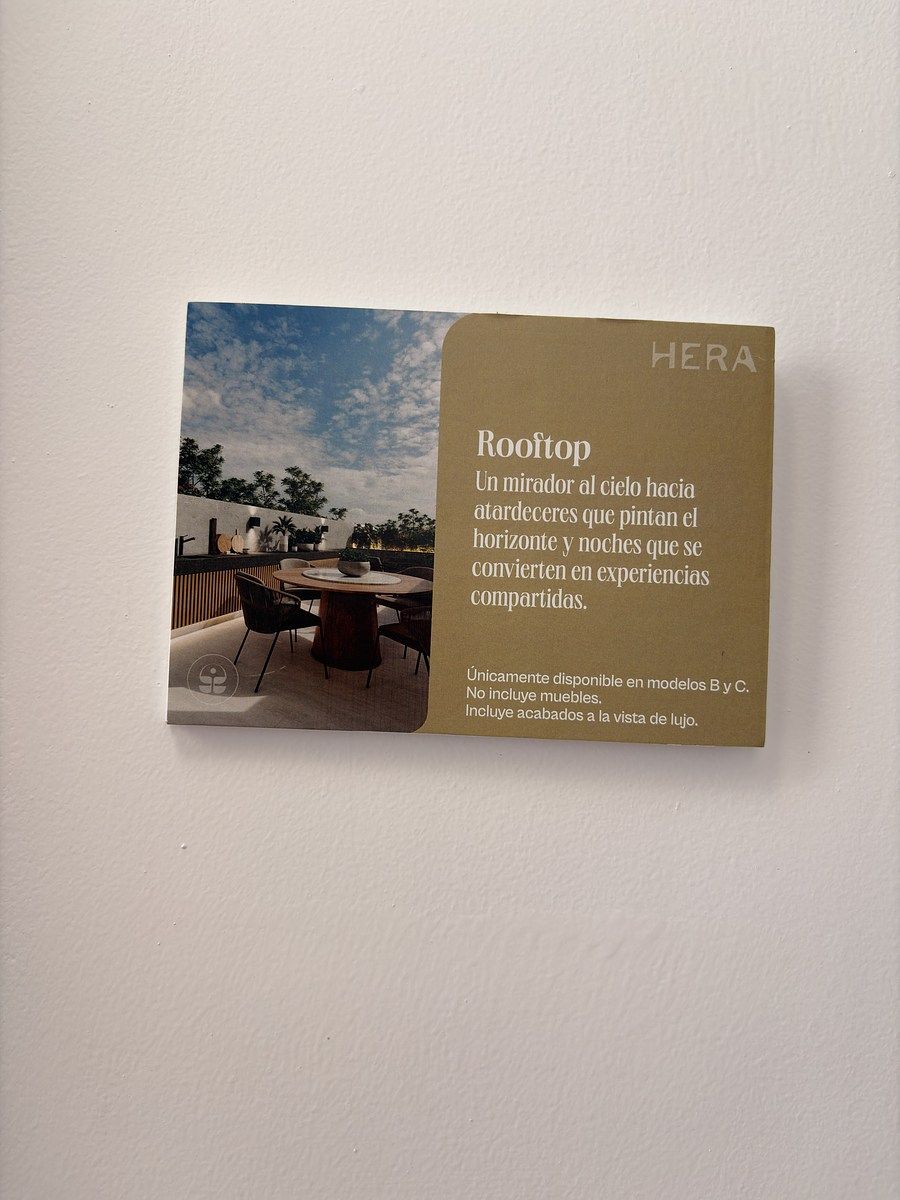 HERA
Rooftop
Un mirador al cielo hacia
atardeceres que pintan el
horizonte y noches que se
convierten en experiencias
compartidas.
Únicamente disponible en modelos B y C.
No incluye muebles.
Incluye acabados a la vista de lujo.